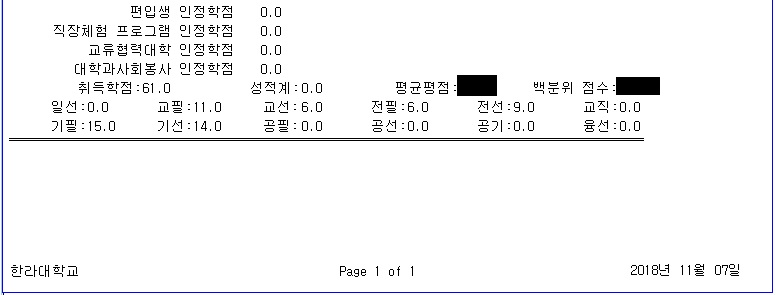 편입생 인정학점 0.0
직장체험 프로그램 인정학점 0.0
교류협력대학 인정학점 0.0
대학과사회봉사 인정학점 0.0
취득학점:61.0 성적계:0.0 평균평점: 백분위 점수:
일선:0.0 교필:11.0 교선:6.0 전필:6.0 전선:9.0 교직:0.0
기필:15.0 기선:14.0 공필:0.0 공선:0.0 공기:0.0 융선:0.0
한라대학교 Page 1 of 1 2018년 11월 07일